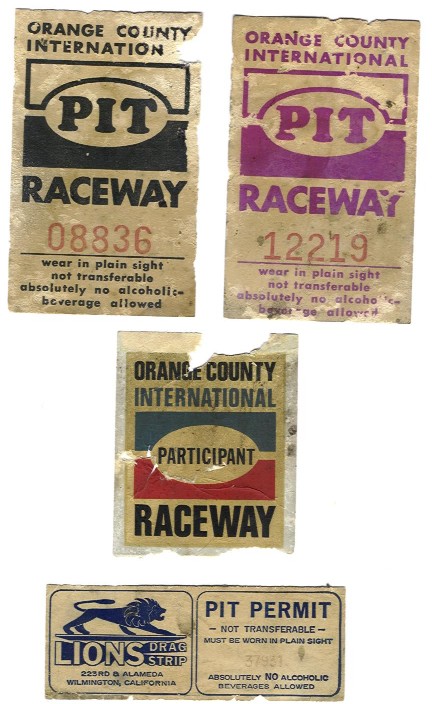 ORANGE COUNTY
INTERNATION
PIT
RACEWAY
08836
wear in plain sight
not transferable
absolutely no alcoholic-
beverage allowed
ORANGE COUNTY
INTERNATIONAL
PIT
RACEWAY
12219
wear in plain sight
not transferable
absolutely no alcoholic-
beverage allowed
ORANGE COUNTY
INTERNATIONAL
PARTICIPANT
RACEWAY
LIONS DRAG STRIP
223RD & ALAMEDA
WILMINGTON, CALIFORNIA
PIT PERMIT
— NOT TRANSFERABLE —
MUST BE WORN IN PLAIN SIGHT
37931
ABSOLUTELY NO ALCOHOLIC
BEVERAGES ALLOWED